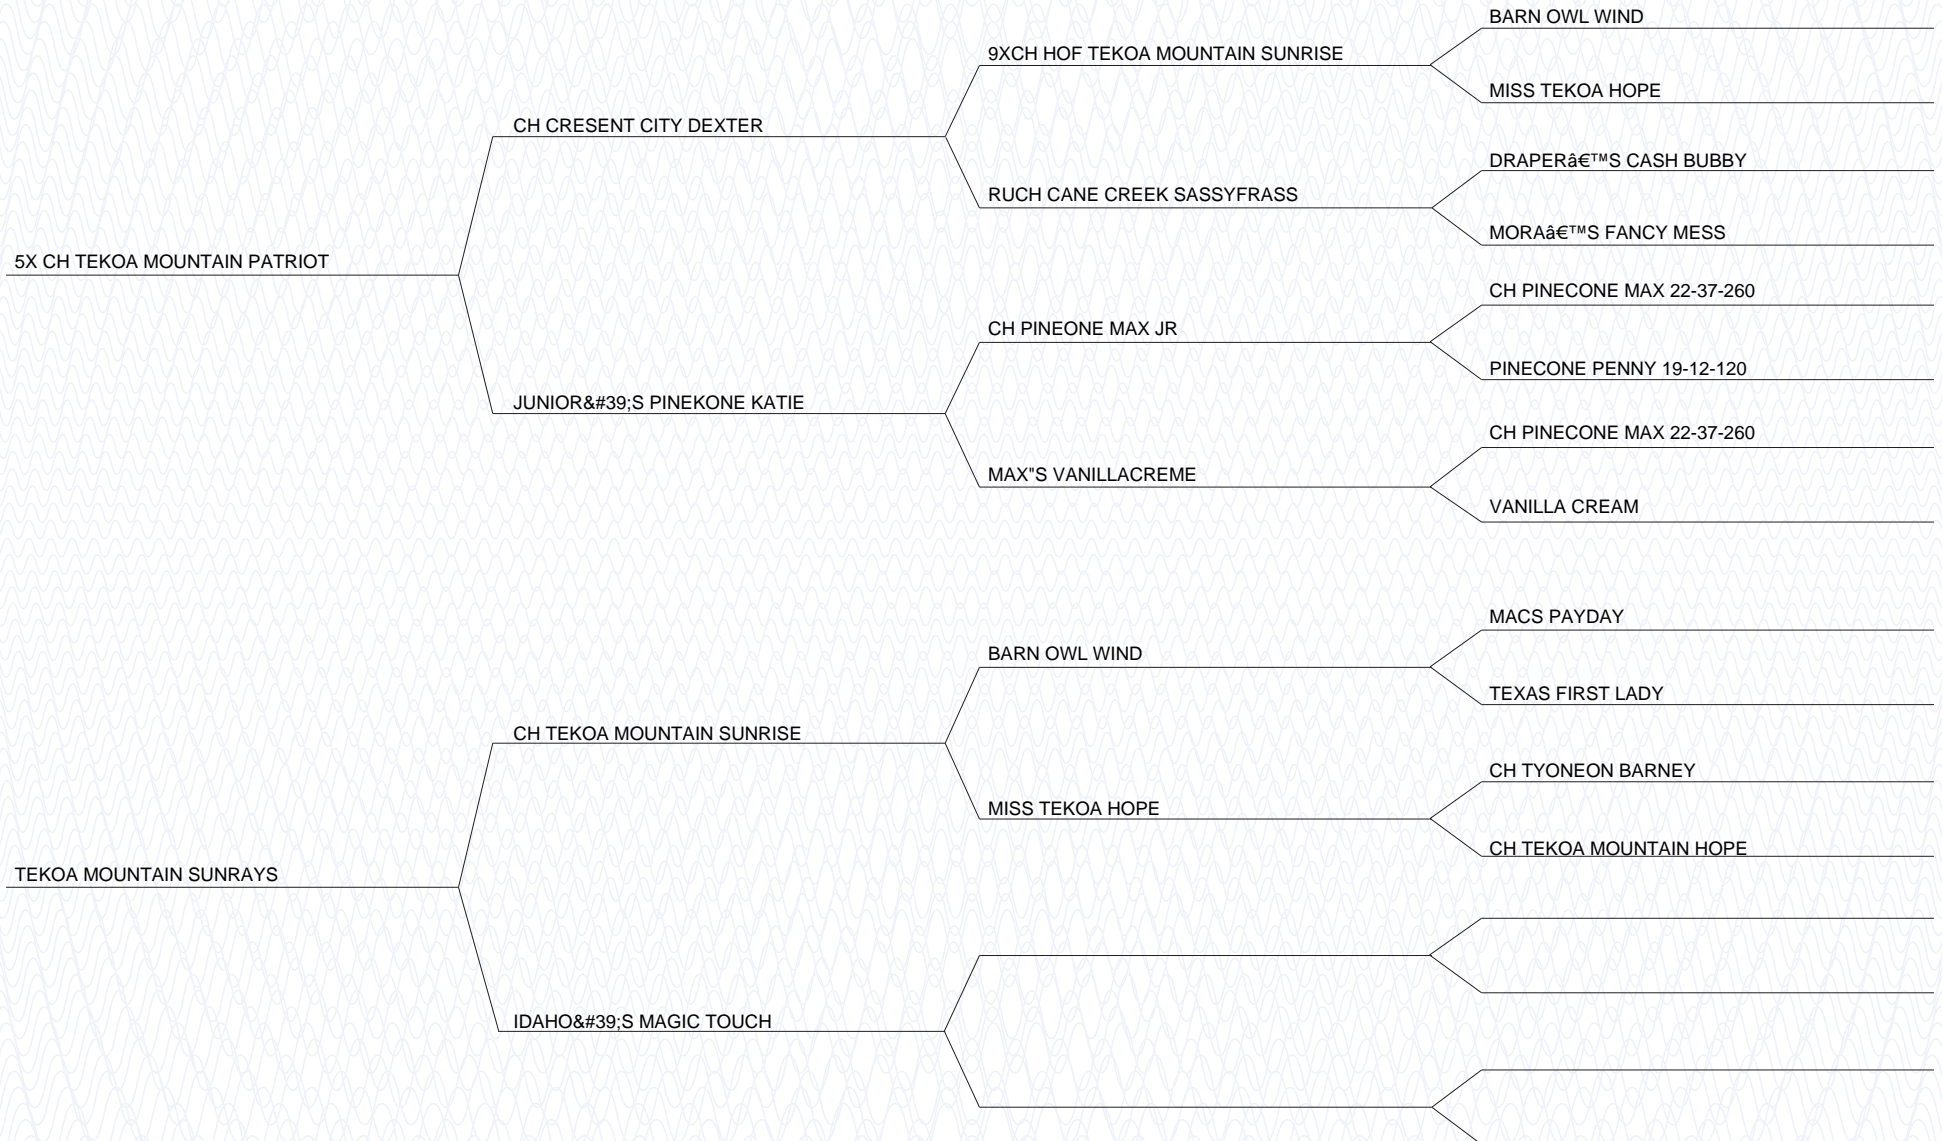 BARN OWL WIND
9XCH HOF TEKOA MOUNTAIN SUNRISE
MISS TEKOA HOPE
CH CRESENT CITY DEXTER
DRAPERâ€™S CASH BUBBY
RUCH CANE CREEK SASSYFRASS
MORAâ€™S FANCY MESS
5X CH TEKOA MOUNTAIN PATRIOT
CH PINECONE MAX 22-37-260
CH PINEONE MAX JR
PINECONE PENNY 19-12-120
JUNIOR&#39;S PINEKONE KATIE
CH PINECONE MAX 22-37-260
MAX"S VANILLACREME
VANILLA CREAM
MACS PAYDAY
BARN OWL WIND
TEXAS FIRST LADY
CH TEKOA MOUNTAIN SUNRISE
CH TYONEON BARNEY
MISS TEKOA HOPE
CH TEKOA MOUNTAIN HOPE
TEKOA MOUNTAIN SUNRAYS
IDAHO&#39;S MAGIC TOUCH